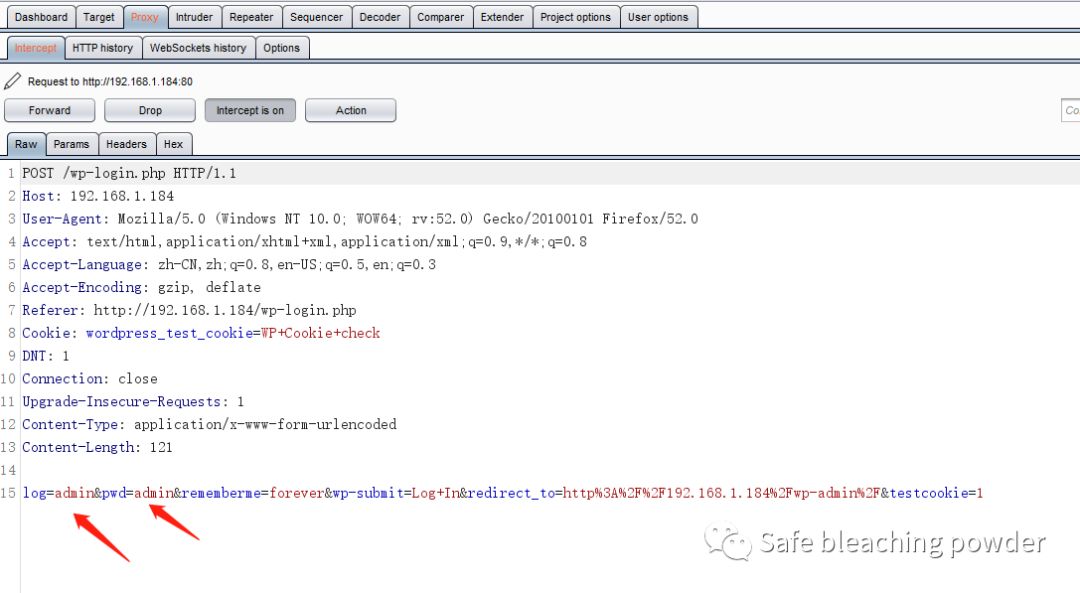 Dashboard Target Proxy Intruder Repeater Sequencer Decoder Comparer Extender Project options User options
Intercept HTTP history WebSockets history Options
Request to http://192.168.1.184:80
Forward Drop Intercept is on Action
Raw Params Headers Hex
1 POST /wp-login.php HTTP/1.1
2 Host: 192.168.1.184
3 User-Agent: Mozilla/5.0 (Windows NT 10.0; WOW64; rv:52.0) Gecko/20100101 Firefox/52.0
4 Accept: text/html,application/xhtml+xml,application/xml;q=0.9,*/*;q=0.8
5 Accept-Language: zh-CN,zh;q=0.8,en-US;q=0.5,en;q=0.3
6 Accept-Encoding: gzip, deflate
7 Referer: http://192.168.1.184/wp-login.php
8 Cookie: wordpress_test_cookie=WP+Cookie+check
9 DNT: 1
10 Connection: close
11 Upgrade-Insecure-Requests: 1
12 Content-Type: application/x-www-form-urlencoded
13 Content-Length: 121
14
15 log=admin&pwd=admin&rememberme=forever&wp-submit=Log+In&redirect_to=http%3A%2F%2F192.168.1.184%2Fwp-admin%2F&testcookie=1
Safe bleaching powder